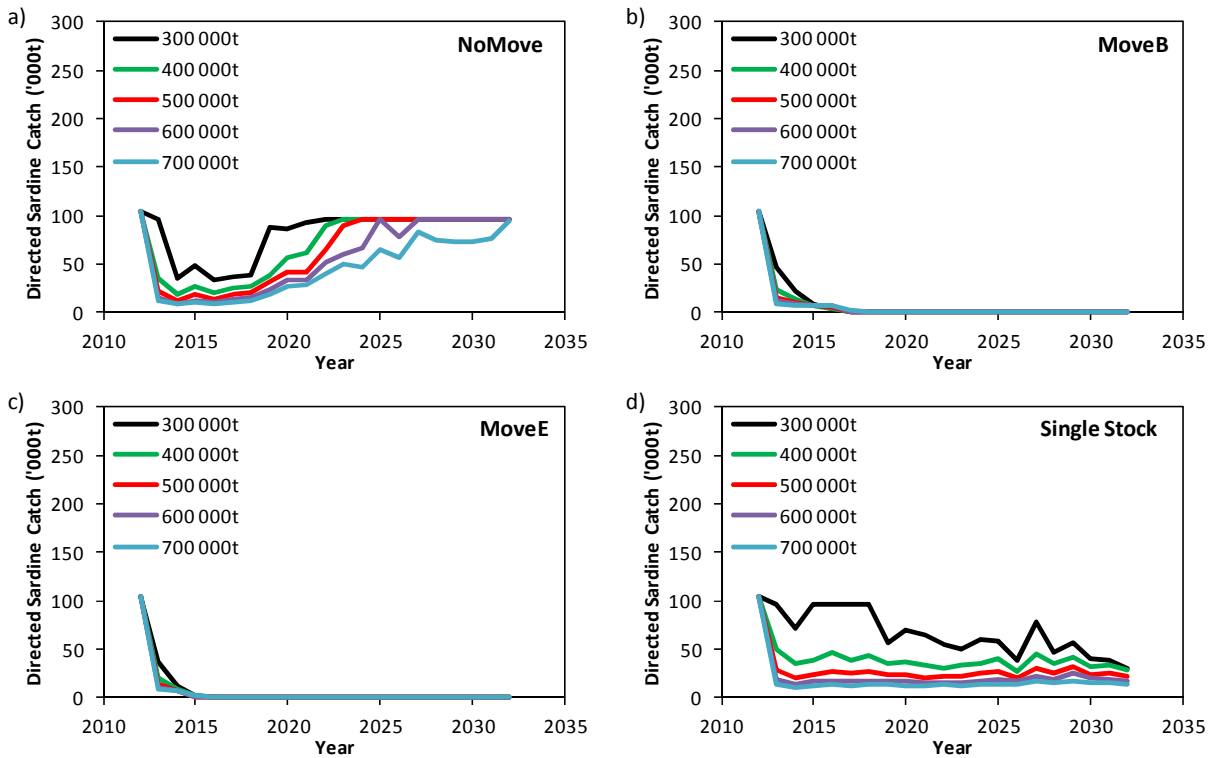 a)
NoMove
Directed Sardine Catch ('000t)
300
250
200
150
100
50
0
300 000t
400 000t
500 000t
600 000t
700 000t
2010 2015 2020 2025 2030 2035
Year
b)
MoveB
Directed Sardine Catch ('000t)
300
250
200
150
100
50
0
300 000t
400 000t
500 000t
600 000t
700 000t
2010 2015 2020 2025 2030 2035
Year
c)
MoveE
Directed Sardine Catch ('000t)
300
250
200
150
100
50
0
300 000t
400 000t
500 000t
600 000t
700 000t
2010 2015 2020 2025 2030 2035
Year
d)
Single Stock
Directed Sardine Catch ('000t)
300
250
200
150
100
50
0
300 000t
400 000t
500 000t
600 000t
700 000t
2010 2015 2020 2025 2030 2035
Year